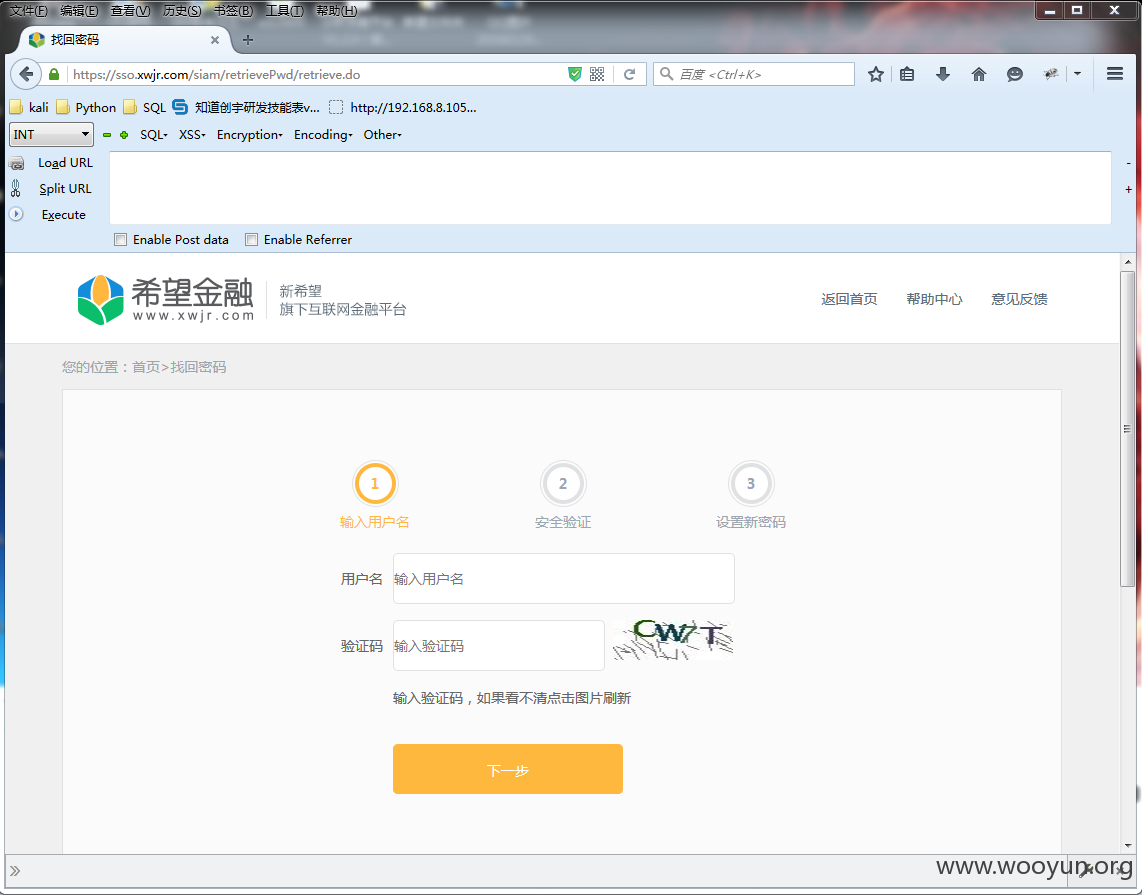 文件(F) 编辑(E) 查看(V) 历史(S) 书签(B) 工具(T) 帮助(H)
找回密码
https://sso.xwjr.com/siam/retrievePwd/retrieve.do
百度 <Ctrl+K>
kali Python SQL 知道创宇研发技能表v... http://192.168.8.105...
INT SQL XSS Encryption Encoding Other
Load URL
Split URL
Execute
Enable Post data Enable Referrer
希望金融
www.xwjr.com
新希望
旗下互联网金融平台
返回首页 帮助中心 意见反馈
您的位置：首页>找回密码
1 2 3
输入用户名 安全验证 设置新密码
用户名 输入用户名
验证码 输入验证码 CW7T
输入验证码，如果看不清点击图片刷新
下一步
www.wooyun.org